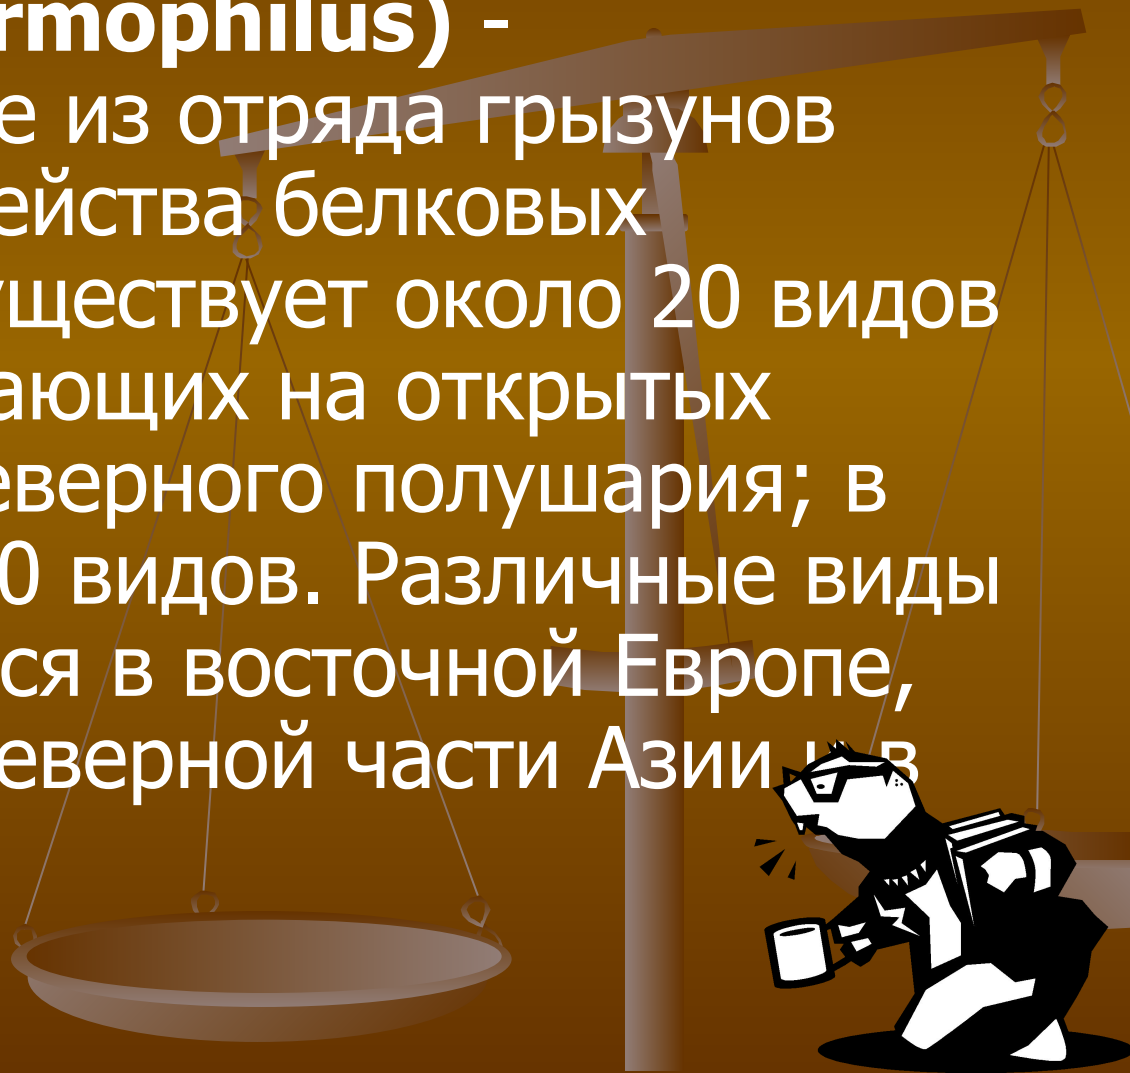 rmophilus) -
е из отряда грызунов
ейства белковых
уществует около 20 видов
ающих на открытых
еверного полушария; в
0 видов. Различные виды
ся в восточной Европе,
еверной части Азии и в